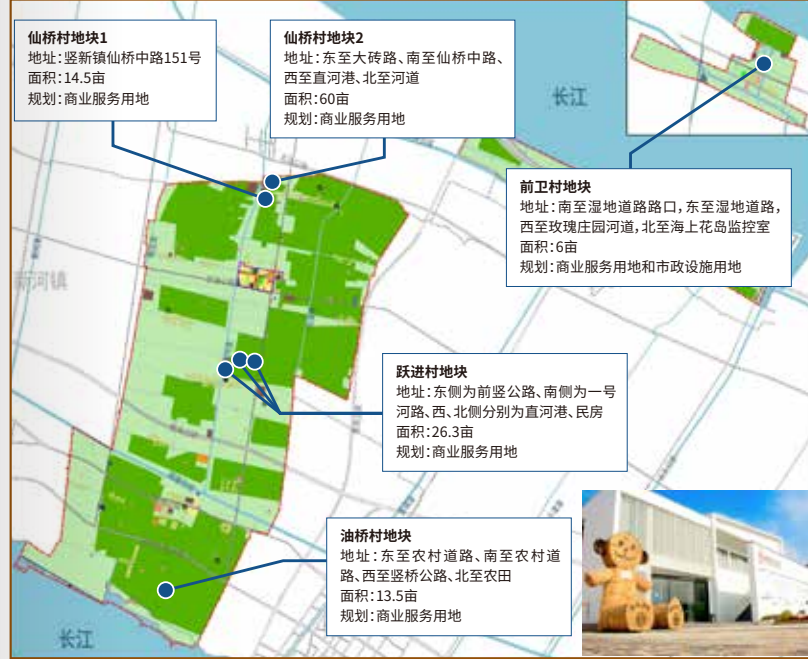 仙桥村地块1
地址:竖新镇仙桥中路151号
面积:14.5亩
规划:商业服务用地
仙桥村地块2
地址:东至大砖路、南至仙桥中路、
西至直河港、北至河道
面积:60亩
规划:商业服务用地
长江
前卫村地块
地址:南至湿地道路路口,东至湿地道路,
西至玫瑰庄园河道,北至海上花岛监控室
面积:6亩
规划:商业服务用地和市政设施用地
新河镇
跃进村地块
地址:东侧为前竖公路、南侧为一号
河路、西、北侧分别为直河港、民房
面积:26.3亩
规划:商业服务用地
油桥村地块
地址:东至农村道路、南至农村道
路、西至竖桥公路、北至农田
面积:13.5亩
规划:商业服务用地
长江